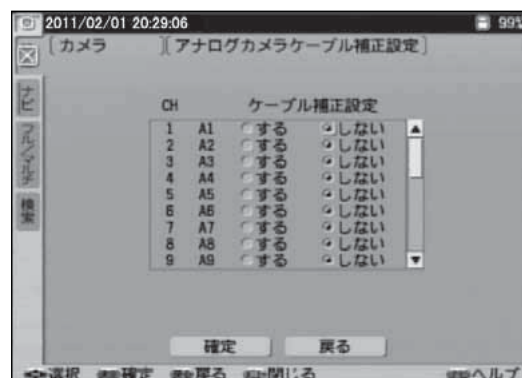 2011/02/01 20:29:06 99%
[カメラ ][アナログカメラケーブル補正設定]
ナビ
フル/マルチ
検索
CH ケーブル補正設定
1 A1 する しない
2 A2 する しない
3 A3 する しない
4 A4 する しない
5 A5 する しない
6 A6 する しない
7 A7 する しない
8 A8 する しない
9 A9 する しない
確定 戻る
選択 確定 戻る 閉じる ヘルプ